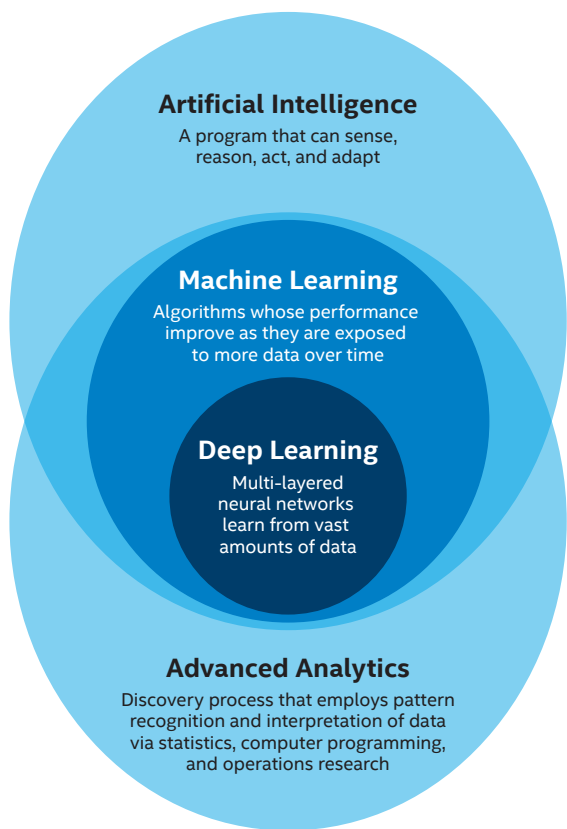 Artificial Intelligence
A program that can sense,
reason, act, and adapt
Machine Learning
Algorithms whose performance
improve as they are exposed
to more data over time
Deep Learning
Multi-layered
neural networks
learn from vast
amounts of data
Advanced Analytics
Discovery process that employs pattern
recognition and interpretation of data
via statistics, computer programming,
and operations research